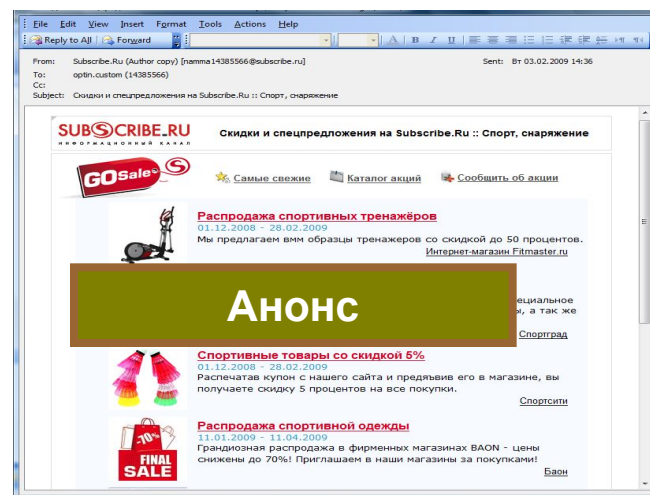 File Edit View Insert Format Tools Actions Help
Reply to All Forward A B I U
From: Subscribe.Ru (Author copy) [namma14385566@subscribe.ru] Sent: Вт 03.02.2009 14:36
To: optin.custom (14385566)
Cc:
Subject: Скидки и спецпредложения на Subscribe.Ru :: Спорт, снаряжение
SUBSCRIBE.RU Скидки и спецпредложения на Subscribe.Ru :: Спорт, снаряжение
ИНФОРМАЦИОННЫЙ КАНАЛ
GOSale S Самые свежие Каталог акций Сообщить об акции
Распродажа спортивных тренажёров
01.12.2008 - 28.02.2009
Мы предлагаем вмм образцы тренажеров со скидкой до 50 процентов.
Интернет-магазин Fitmaster.ru
ециальное
Анонс
ы, а так же
Спортград
Спортивные товары со скидкой 5%
01.12.2008 - 28.02.2009
Распечатав купон с нашего сайта и предъявив его в магазине, вы
получаете скидку 5 процентов на все покупки.
Спортсити
Распродажа спортивной одежды
11.01.2009 - 11.04.2009
Грандиозная распродажа в фирменных магазинах BAON - цены
снижены до 70%! Приглашаем в наши магазины за покупками!
Баон
-70%
FINAL
SALE